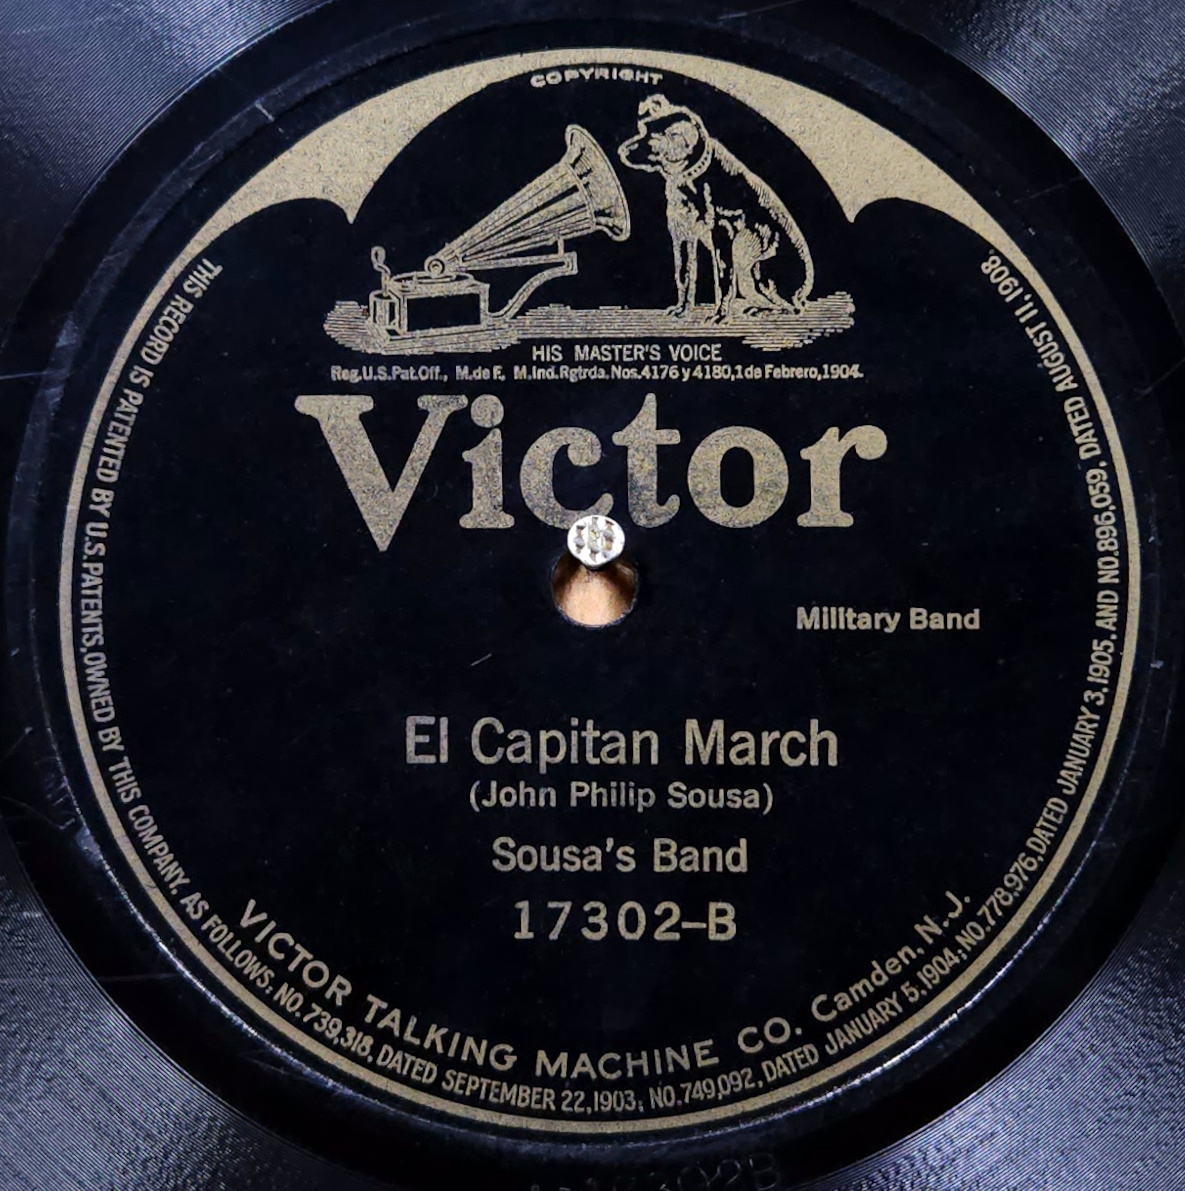 COPYRIGHT
HIS MASTER'S VOICE
Reg.U.S.Pat.Off., M.de F. M.Ind.Rgtrda.Nos.4176 y 4180,1 de Febrero,1904.
Victor
Military Band
El Capitan March
(John Philip Sousa)
Sousa's Band
17302-B
VICTOR TALKING MACHINE CO. Camden, N.J.
THIS RECORD IS PATENTED BY U.S. PATENTS, OWNED BY THIS COMPANY, AS FOLLOWS: NO. 739,318, DATED SEPTEMBER 22,1903; NO.749,092, DATED JANUARY 5,1904; NO.778,976, DATED JANUARY 3,1905, AND NO.896,059, DATED AUGUST 11,1908.